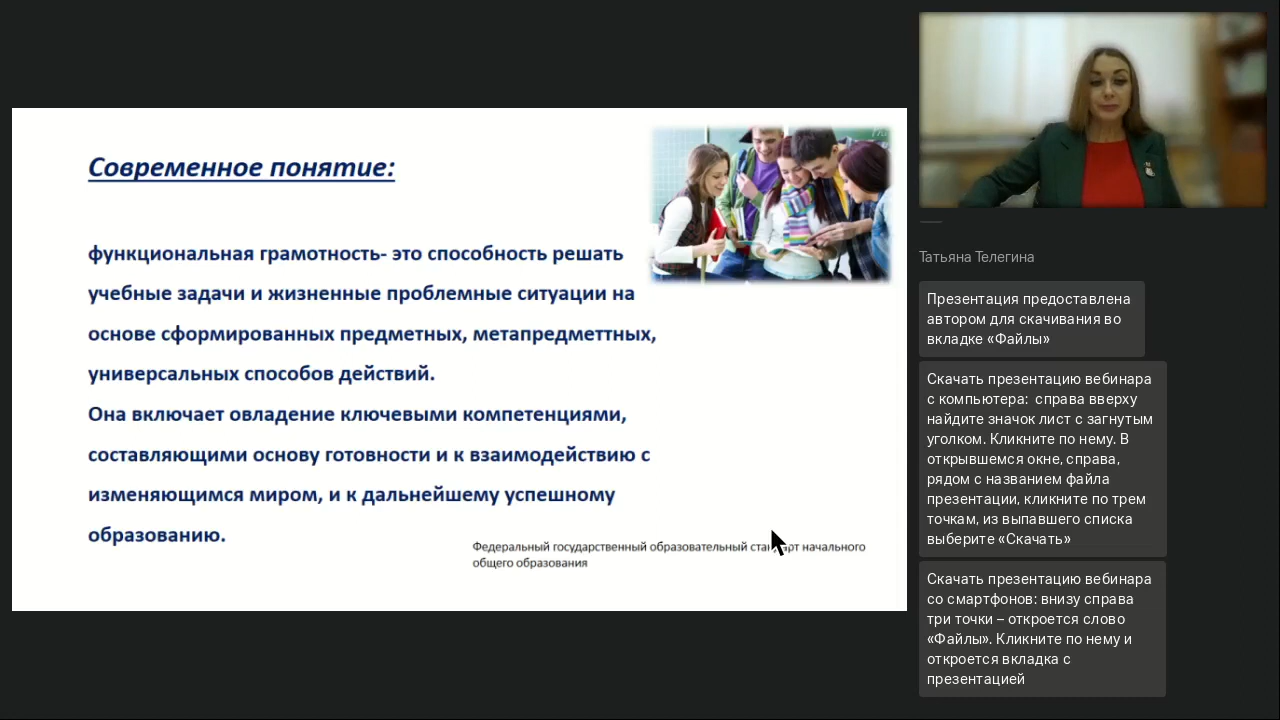 Современное понятие:
функциональная грамотность- это способность решать
учебные задачи и жизненные проблемные ситуации на
основе сформированных предметных, метапредметтных,
универсальных способов действий.
Она включает овладение ключевыми компетенциями,
составляющими основу готовности и к взаимодействию с
изменяющимся миром, и к дальнейшему успешному
образованию.
Федеральный государственный образовательный стандарт начального
общего образования
Татьяна Телегина
Презентация предоставлена
автором для скачивания во
вкладке «Файлы»
Скачать презентацию вебинара
с компьютера: справа вверху
найдите значок лист с загнутым
уголком. Кликните по нему. В
открывшемся окне, справа,
рядом с названием файла
презентации, кликните по трем
точкам, из выпавшего списка
выберите «Скачать»
Скачать презентацию вебинара
со смартфонов: внизу справа
три точки – откроется слово
«Файлы». Кликните по нему и
откроется вкладка с
презентацией